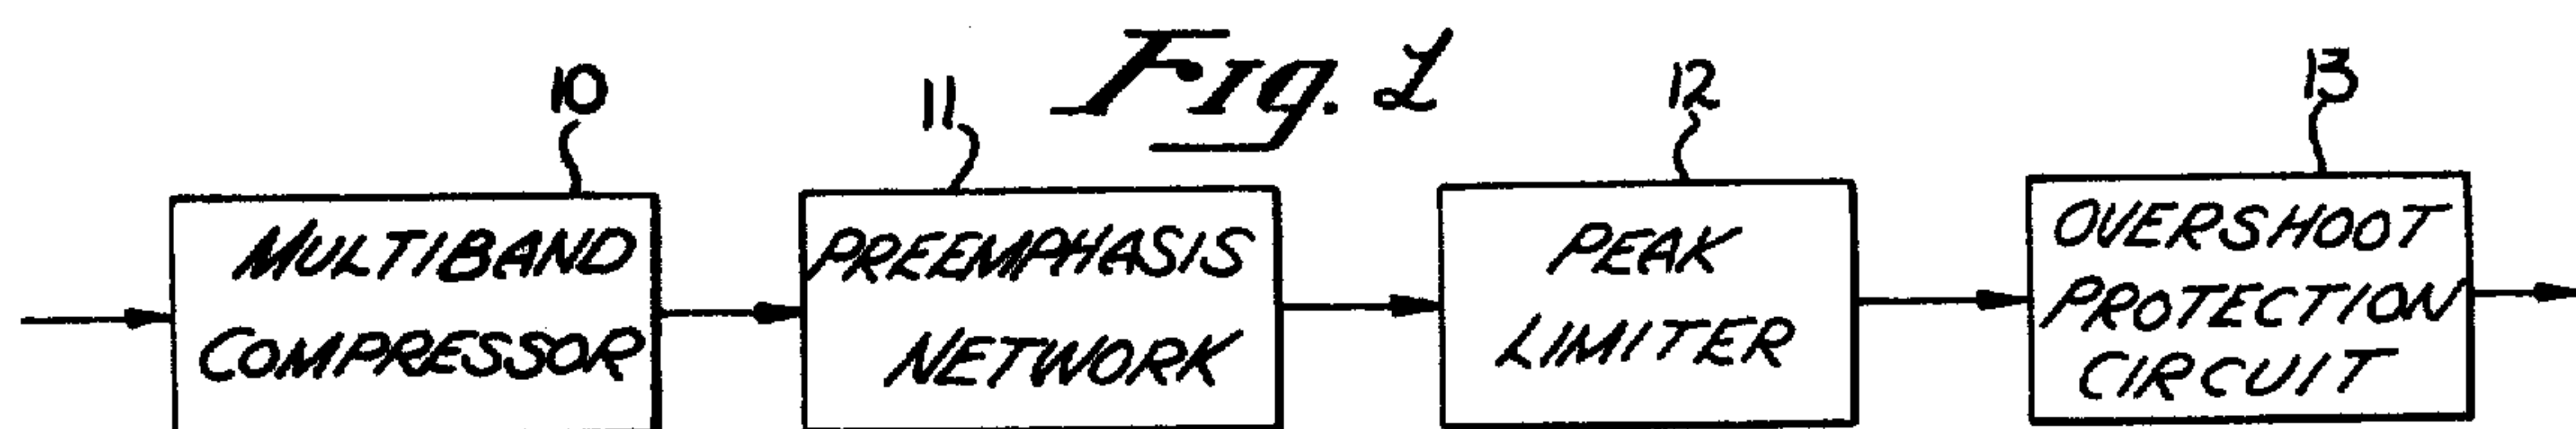 Fig. 1
10
11
12
13
MULTIBAND
COMPRESSOR
PREEMPHASIS
NETWORK
PEAK
LIMITER
OVERSHOOT
PROTECTION
CIRCUIT